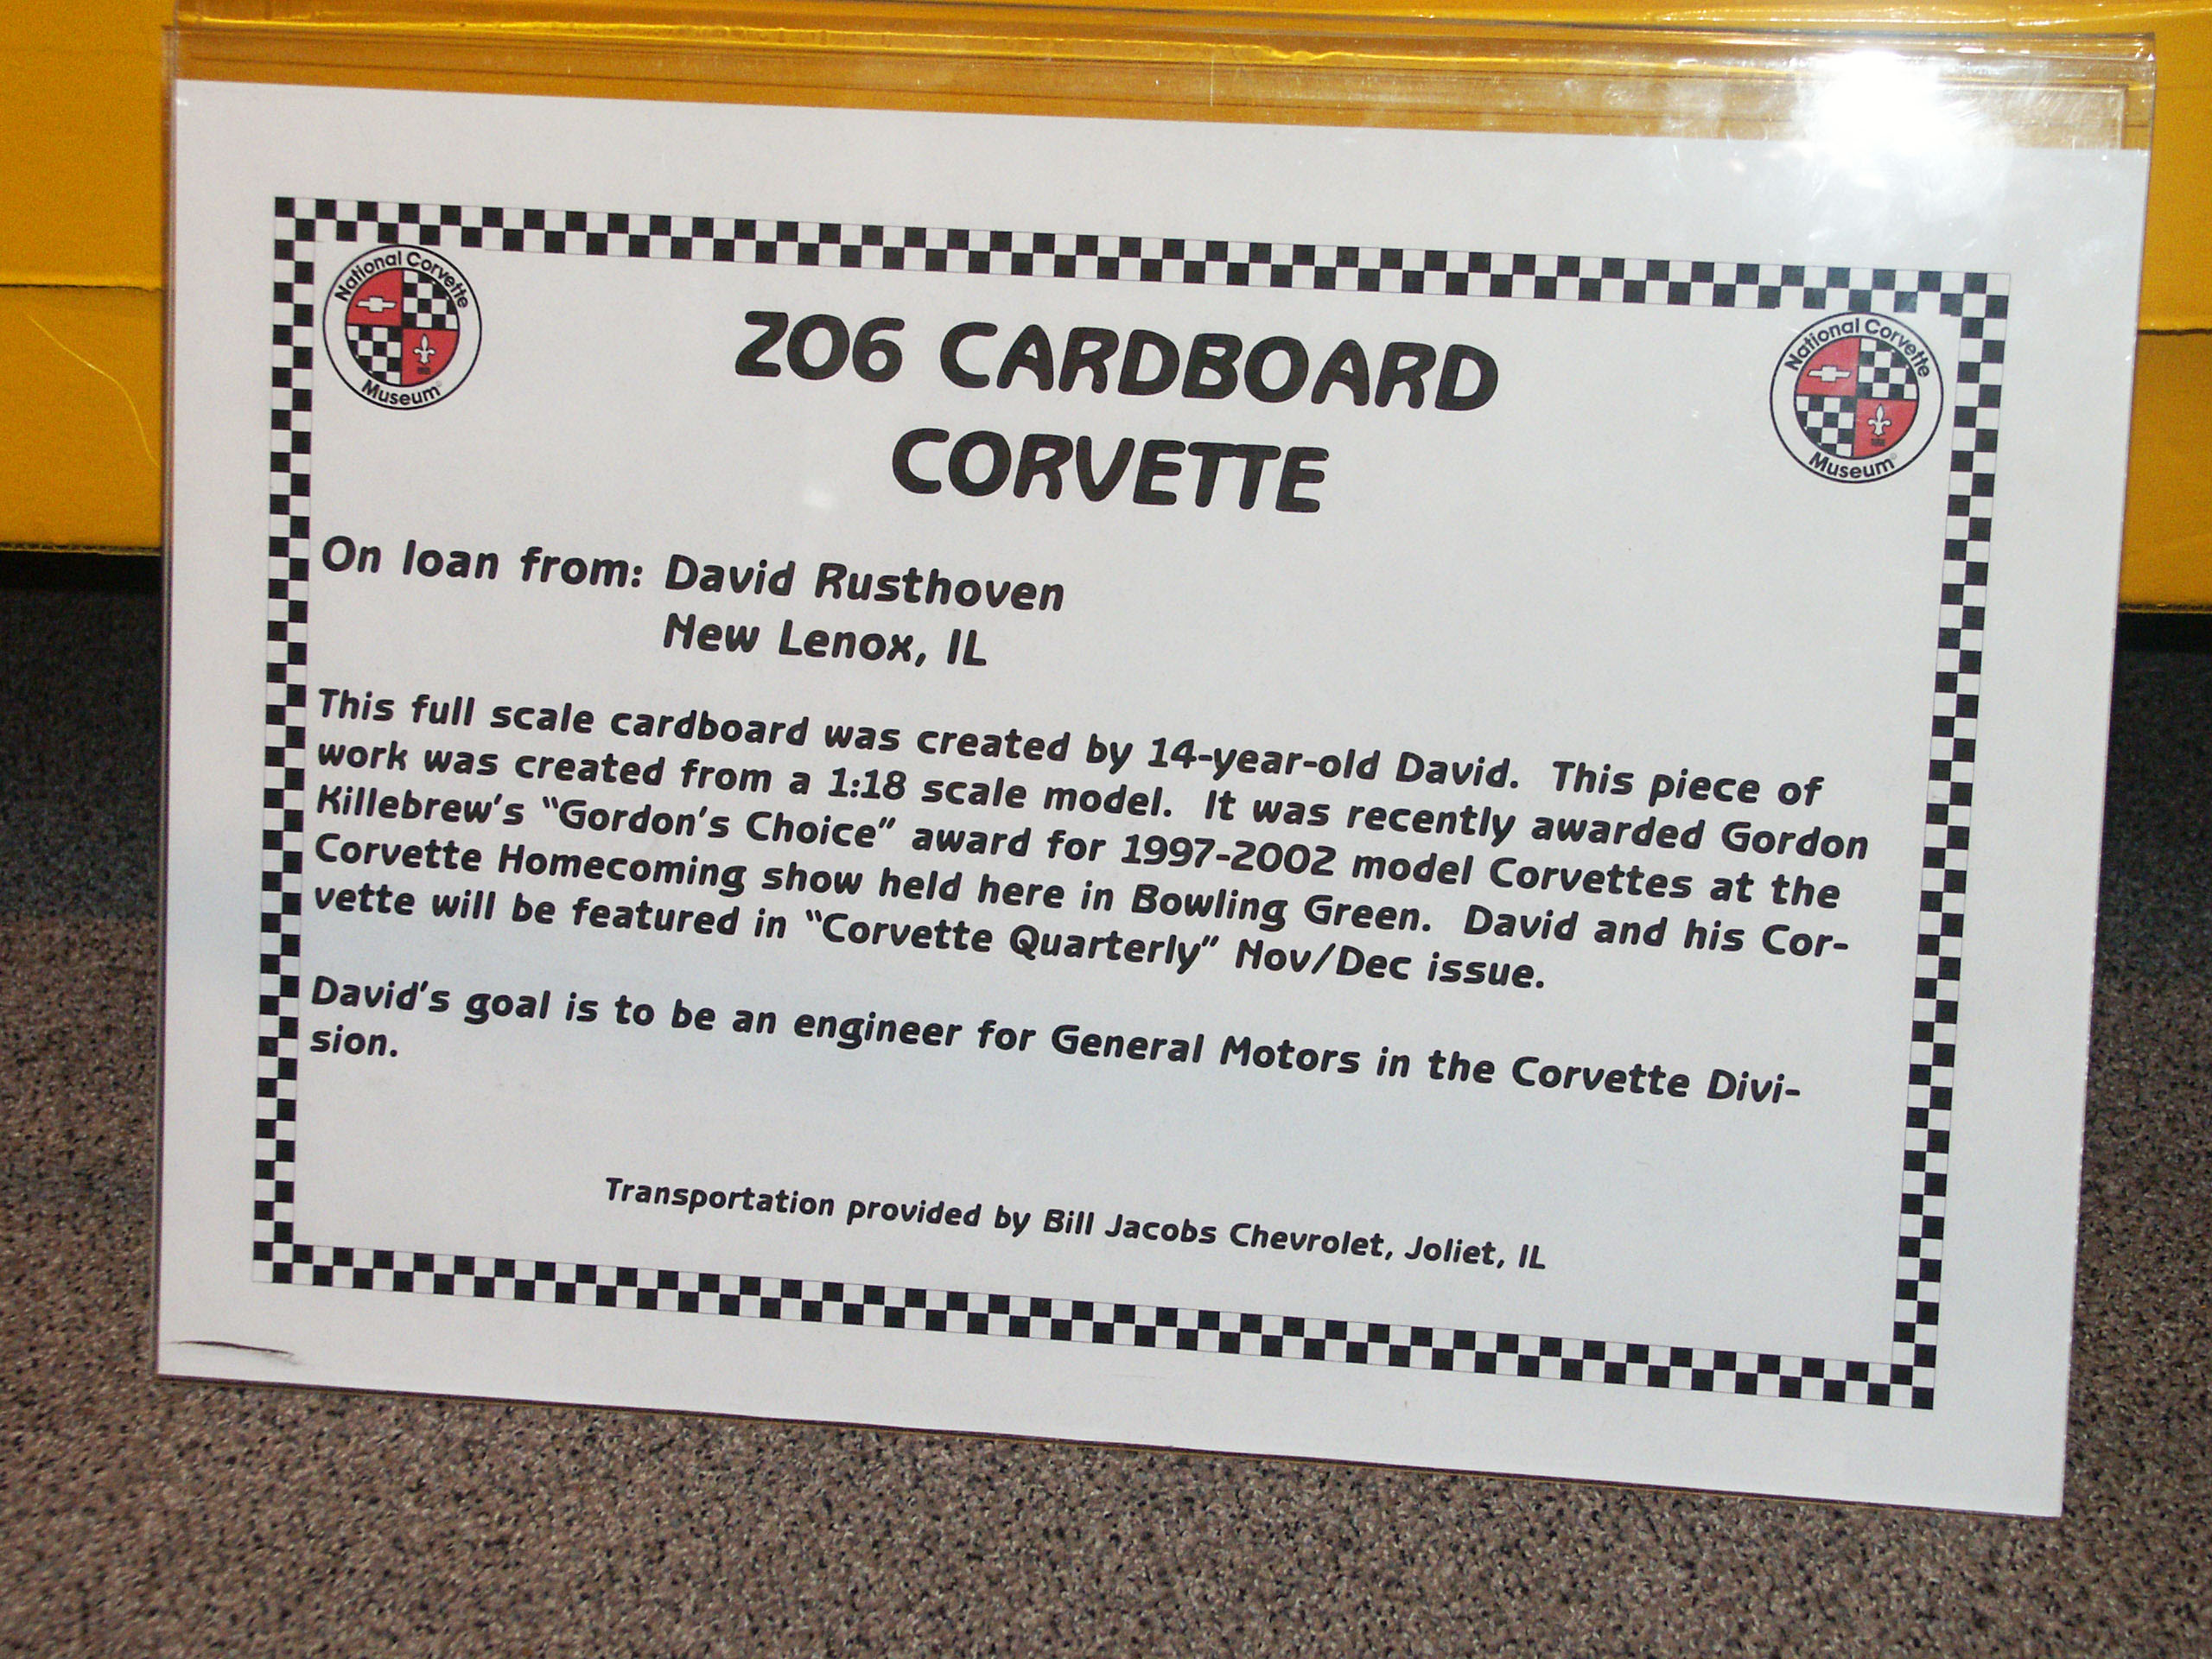 National Corvette
Museum
National Corvette
Museum
ZO6 CARDBOARD
CORVETTE
On loan from: David Rusthoven
New Lenox, IL
This full scale cardboard was created by 14-year-old David. This piece of
work was created from a 1:18 scale model. It was recently awarded Gordon
Killebrew's "Gordon's Choice" award for 1997-2002 model Corvettes at the
Corvette Homecoming show held here in Bowling Green. David and his Cor-
vette will be featured in "Corvette Quarterly" Nov/Dec issue.
David's goal is to be an engineer for General Motors in the Corvette Divi-
sion.
Transportation provided by Bill Jacobs Chevrolet, Joliet, IL